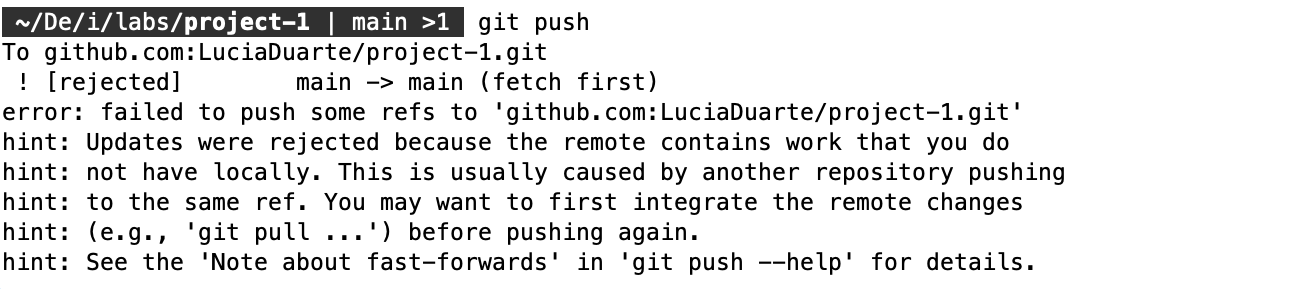 ~/De/i/labs/project-1 | main >1 git push
To github.com:LuciaDuarte/project-1.git
 ! [rejected]        main -> main (fetch first)
error: failed to push some refs to 'github.com:LuciaDuarte/project-1.git'
hint: Updates were rejected because the remote contains work that you do
hint: not have locally. This is usually caused by another repository pushing
hint: to the same ref. You may want to first integrate the remote changes
hint: (e.g., 'git pull ...') before pushing again.
hint: See the 'Note about fast-forwards' in 'git push --help' for details.